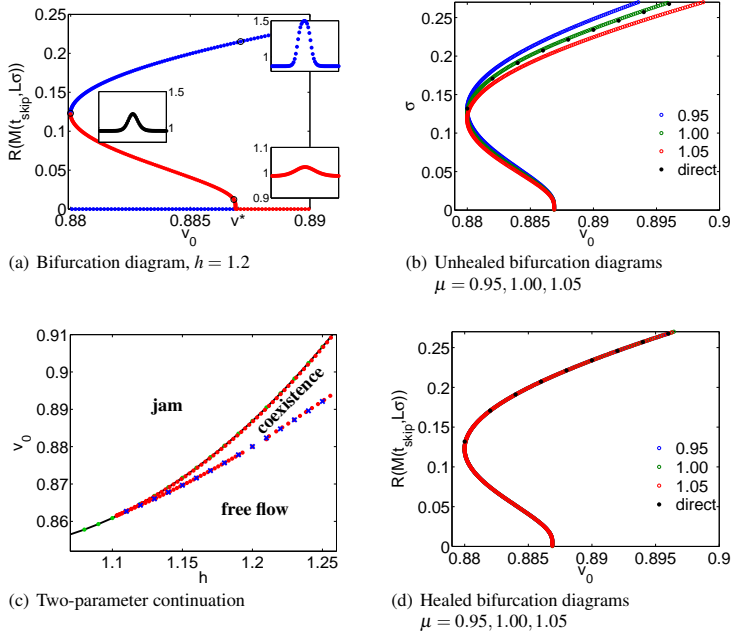 R(M(t_skip,Lσ))
0.2
0.15
0.1
0.05
0
0.88
0.885
v*
0.89
v_0
1.5
1
1.5
1
1.1
1
0.9
(a) Bifurcation diagram, h = 1.2
σ
0.25
0.2
0.15
0.1
0.05
0
0.88
0.885
0.89
0.895
0.9
v_0
0.95
1.00
1.05
direct
(b) Unhealed bifurcation diagrams
μ = 0.95, 1.00, 1.05
v_0
0.91
0.9
0.89
0.88
0.87
0.86
1.1
1.15
1.2
1.25
h
jam
coexistence
free flow
(c) Two-parameter continuation
R(M(t_skip,Lσ))
0.25
0.2
0.15
0.1
0.05
0
0.88
0.885
0.89
0.895
0.9
v_0
0.95
1.00
1.05
direct
(d) Healed bifurcation diagrams
μ = 0.95, 1.00, 1.05